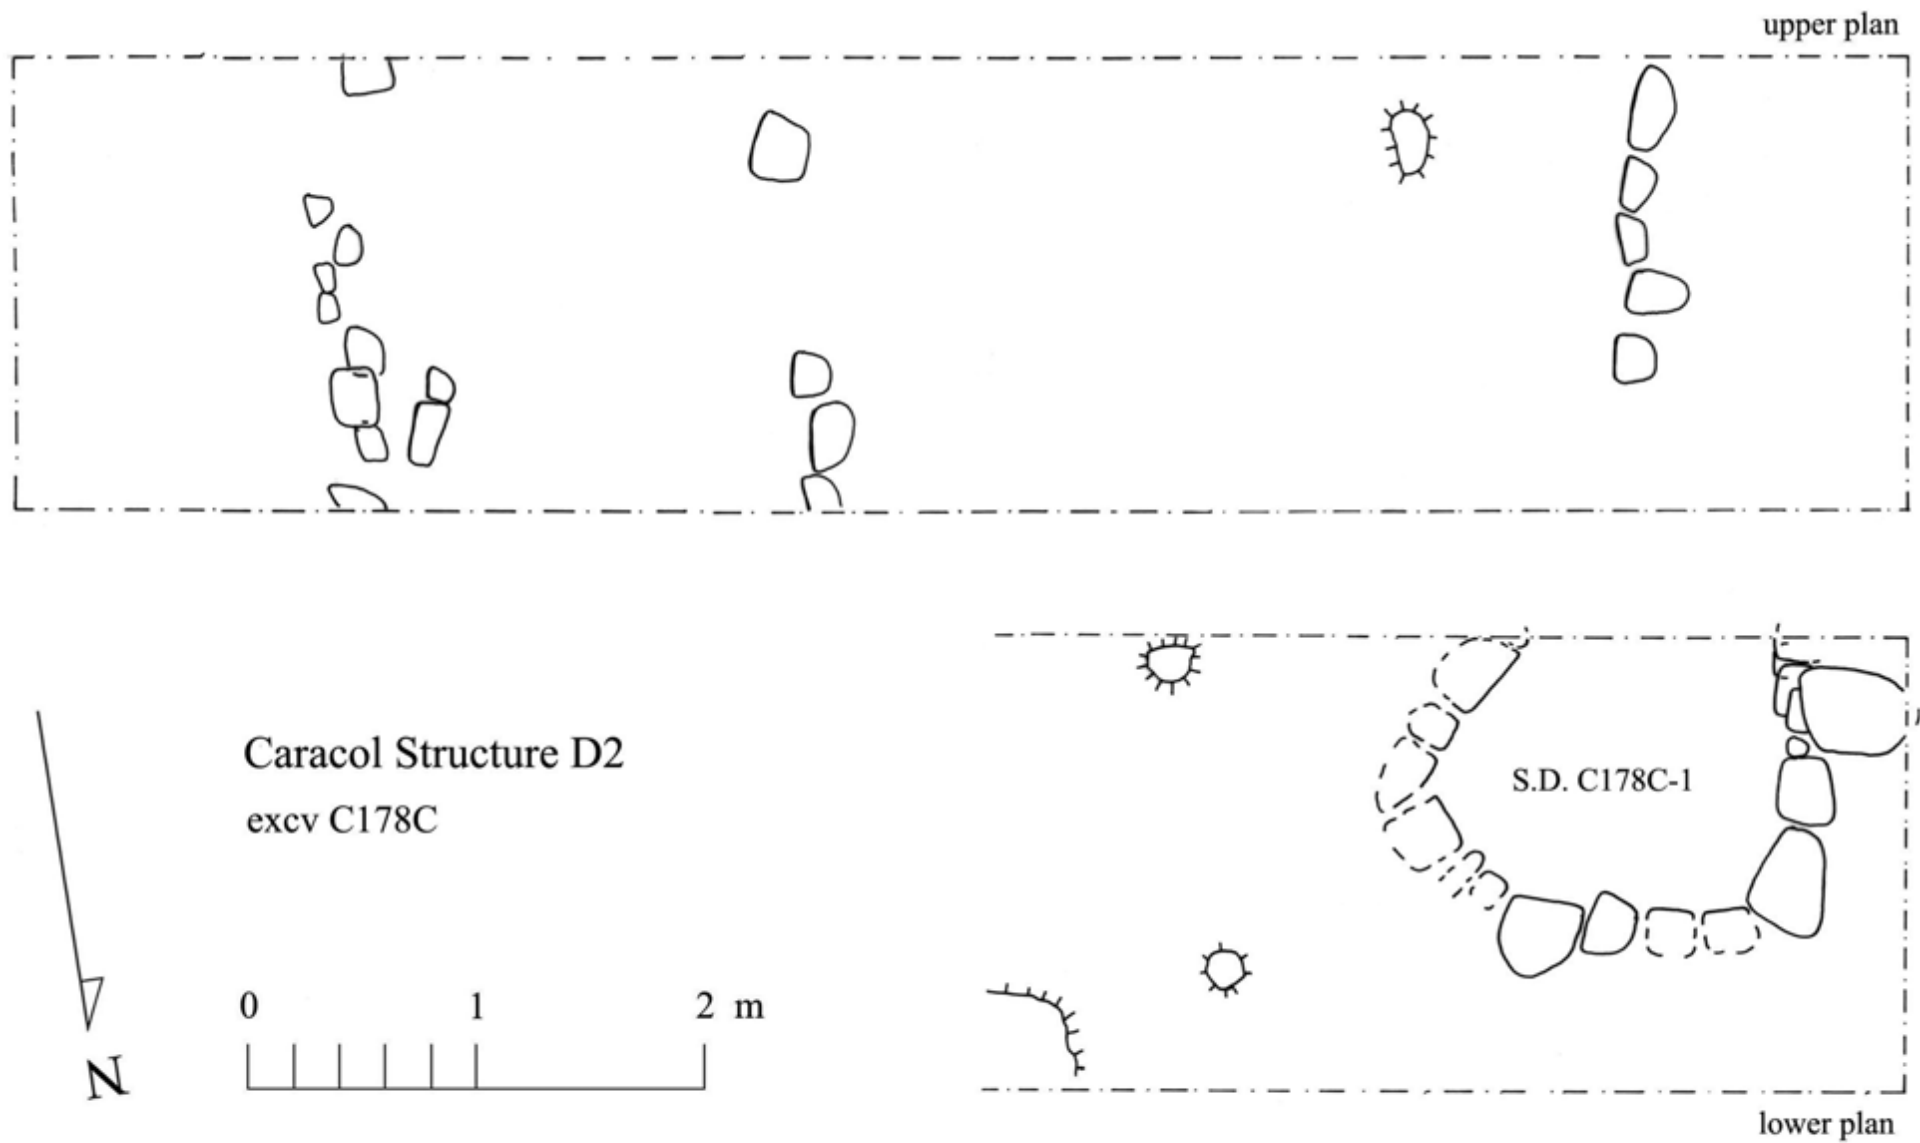 upper plan
S.D. C178C-1
Caracol Structure D2
excv C178C
0 1 2 m
N
lower plan